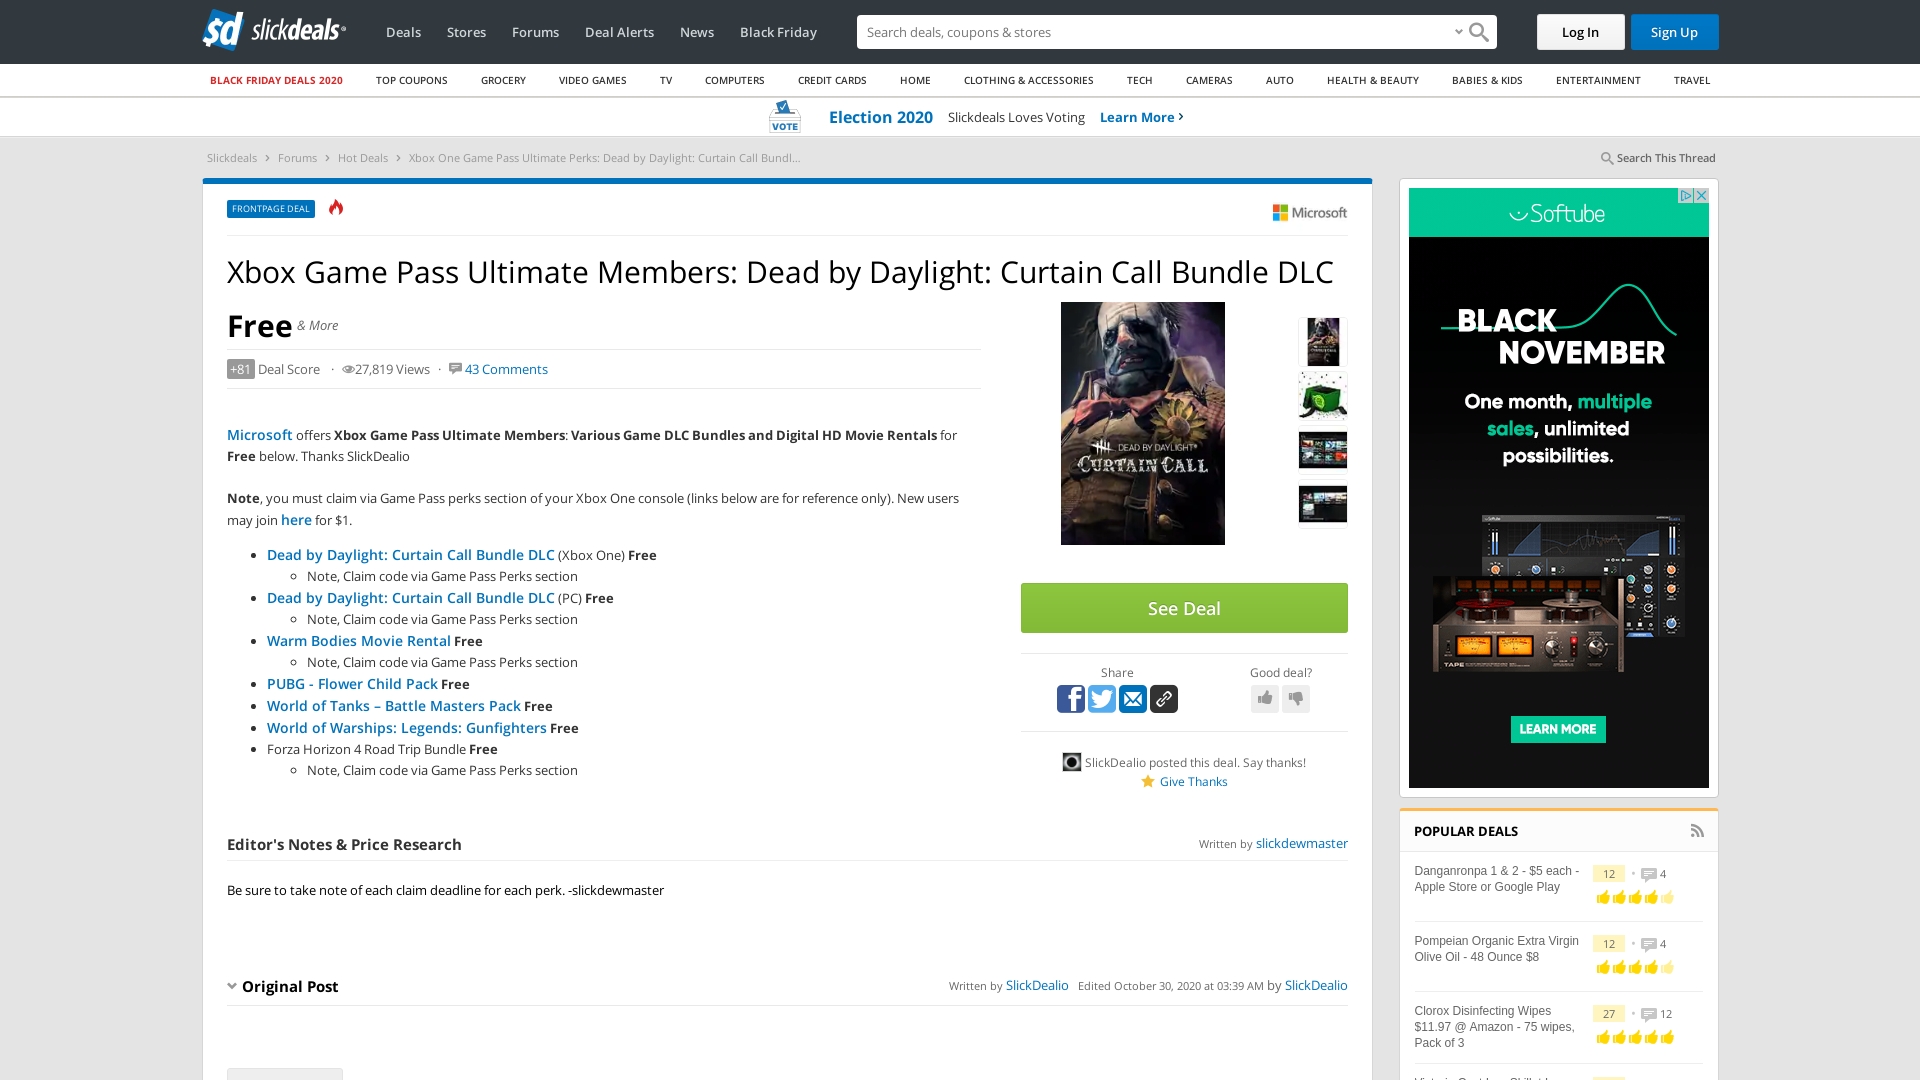 sd slickdeals
Deals Stores Forums Deal Alerts News Black Friday
Search deals, coupons & stores
Log In Sign Up
BLACK FRIDAY DEALS 2020 TOP COUPONS GROCERY VIDEO GAMES TV COMPUTERS CREDIT CARDS HOME CLOTHING & ACCESSORIES TECH CAMERAS AUTO HEALTH & BEAUTY BABIES & KIDS ENTERTAINMENT TRAVEL
VOTE Election 2020 Slickdeals Loves Voting Learn More
Slickdeals › Forums › Hot Deals › Xbox One Game Pass Ultimate Perks: Dead by Daylight: Curtain Call Bundl...
Search This Thread
FRONTPAGE DEAL
Microsoft
Xbox Game Pass Ultimate Members: Dead by Daylight: Curtain Call Bundle DLC
Free & More
+81 Deal Score · 27,819 Views · 43 Comments
Microsoft offers Xbox Game Pass Ultimate Members: Various Game DLC Bundles and Digital HD Movie Rentals for
Free below. Thanks SlickDealio
Note, you must claim via Game Pass perks section of your Xbox One console (links below are for reference only). New users
may join here for $1.
Dead by Daylight: Curtain Call Bundle DLC (Xbox One) Free
Note, Claim code via Game Pass Perks section
Dead by Daylight: Curtain Call Bundle DLC (PC) Free
Note, Claim code via Game Pass Perks section
Warm Bodies Movie Rental Free
Note, Claim code via Game Pass Perks section
PUBG - Flower Child Pack Free
World of Tanks – Battle Masters Pack Free
World of Warships: Legends: Gunfighters Free
Forza Horizon 4 Road Trip Bundle Free
Note, Claim code via Game Pass Perks section
DEAD BY DAYLIGHT
CURTAIN CALL
See Deal
Share
Good deal?
SlickDealio posted this deal. Say thanks!
Give Thanks
Editor's Notes & Price Research
Written by slickdewmaster
Be sure to take note of each claim deadline for each perk. -slickdewmaster
Original Post
Written by SlickDealio Edited October 30, 2020 at 03:39 AM by SlickDealio
Softube
BLACK
NOVEMBER
One month, multiple
sales, unlimited
possibilities.
TAPE
LEARN MORE
POPULAR DEALS
Danganronpa 1 & 2 - $5 each -
Apple Store or Google Play
12 • 4
Pompeian Organic Extra Virgin
Olive Oil - 48 Ounce $8
12 • 4
Clorox Disinfecting Wipes
$11.97 @ Amazon - 75 wipes,
Pack of 3
27 • 12